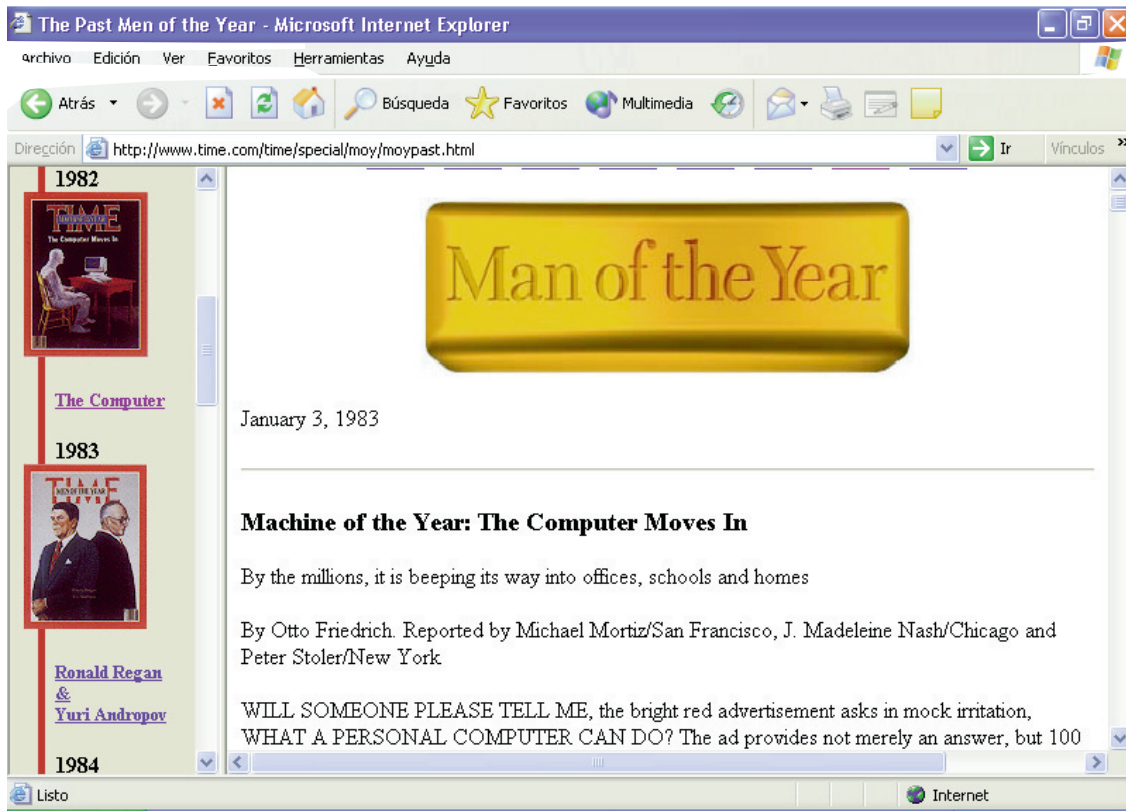 The Past Men of the Year - Microsoft Internet Explorer
Archivo Edición Ver Favoritos Herramientas Ayuda
Atrás Búsqueda Favoritos Multimedia
Dirección http://www.time.com/time/special/moy/moypast.html Ir Vínculos »
1982
TIME
The Computer Moves In
The Computer
1983
TIME
MEN OF THE YEAR
Ronald Regan
&
Yuri Andropov
1984
Man of the Year
January 3, 1983
Machine of the Year: The Computer Moves In
By the millions, it is beeping its way into offices, schools and homes
By Otto Friedrich. Reported by Michael Mortiz/San Francisco, J. Madeleine Nash/Chicago and
Peter Stoler/New York
WILL SOMEONE PLEASE TELL ME, the bright red advertisement asks in mock irritation,
WHAT A PERSONAL COMPUTER CAN DO? The ad provides not merely an answer, but 100
Listo Internet